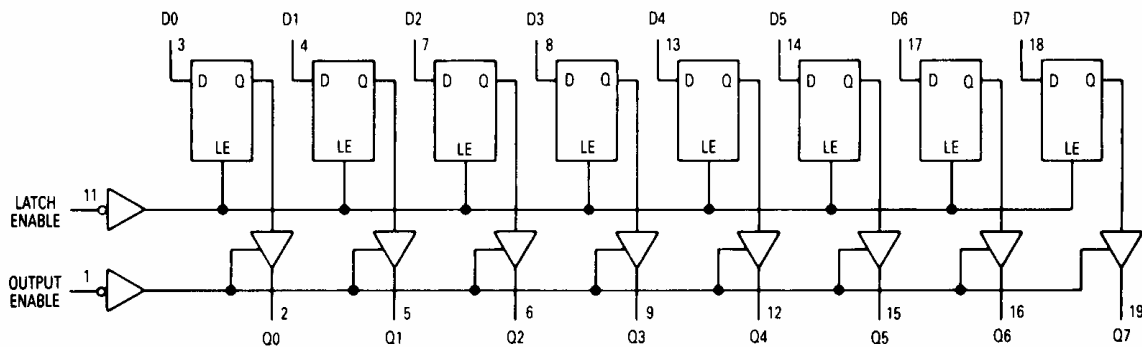 D0 D1 D2 D3 D4 D5 D6 D7
3 4 7 8 13 14 17 18
D Q D Q D Q D Q D Q D Q D Q D Q
LE LE LE LE LE LE LE LE
11
LATCH
ENABLE
1
OUTPUT
ENABLE
2 5 6 9 12 15 16 19
Q0 Q1 Q2 Q3 Q4 Q5 Q6 Q7